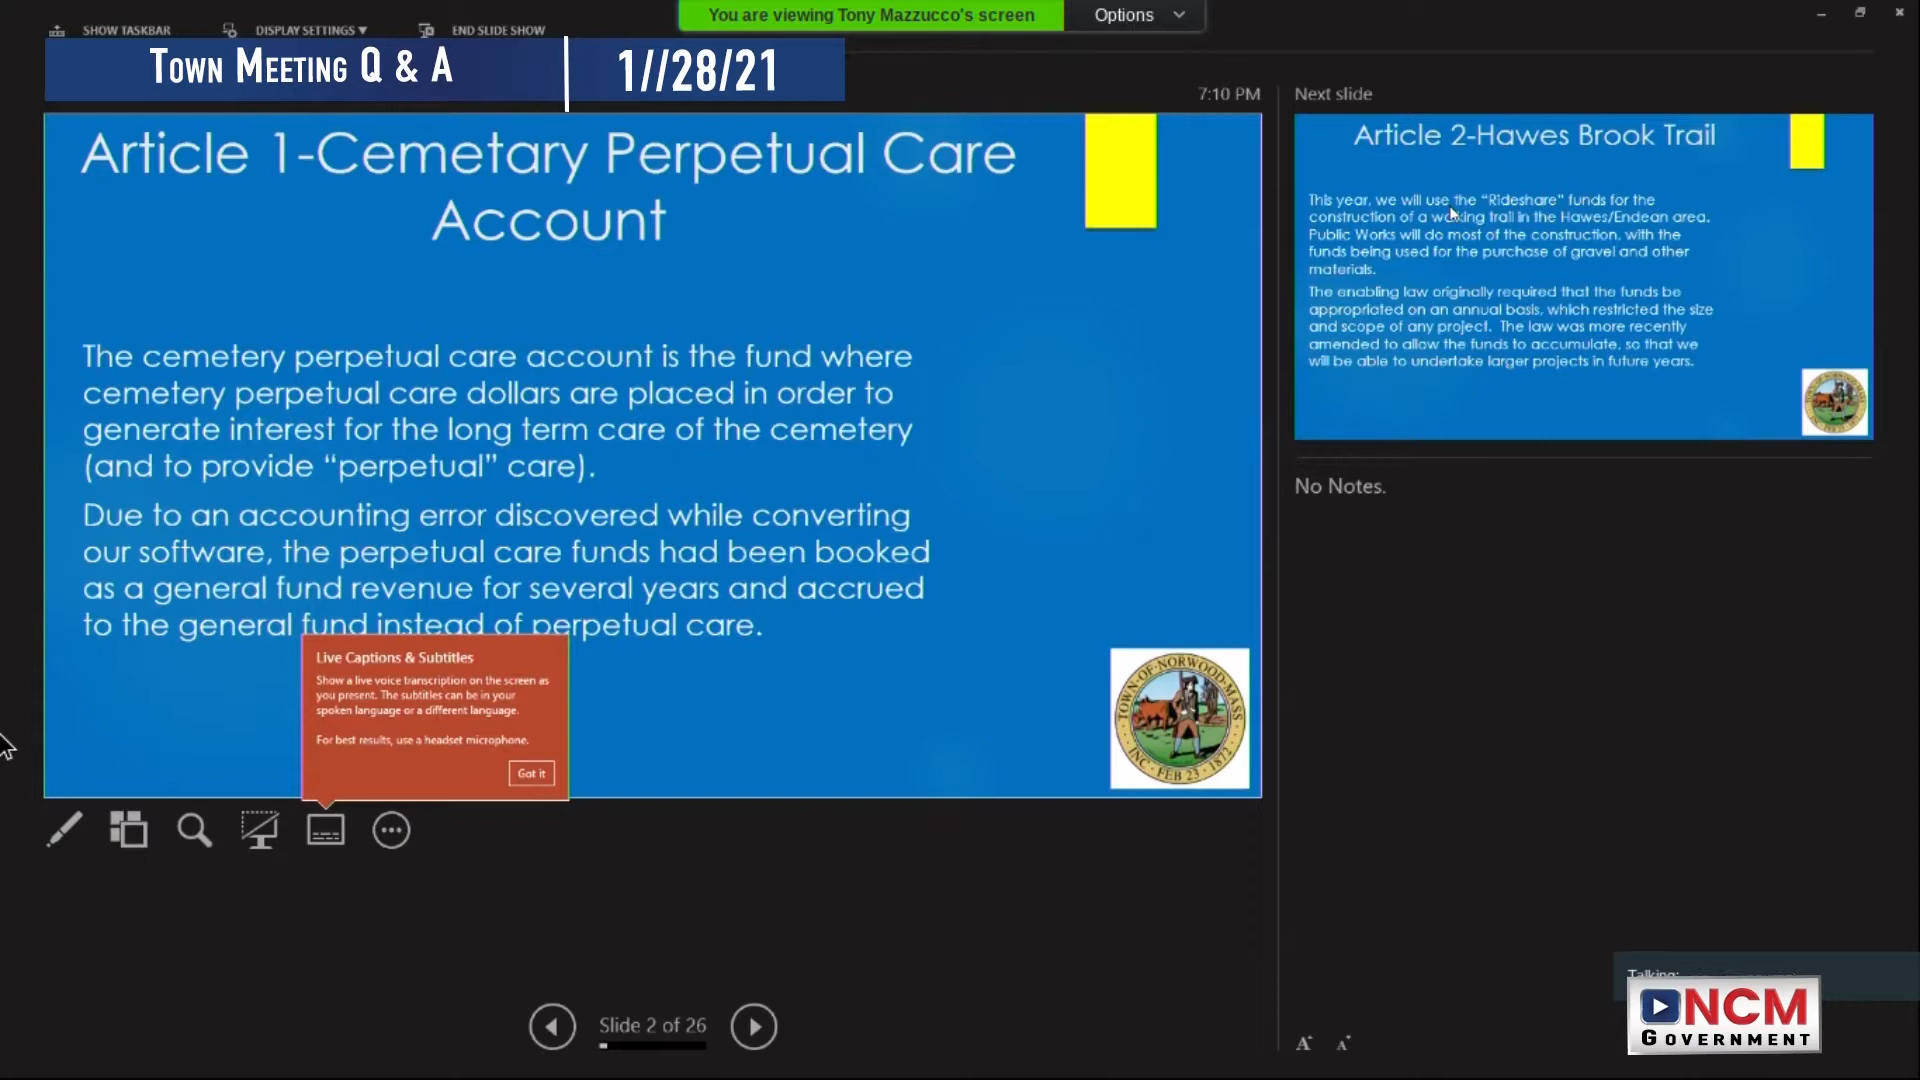 You are viewing Tony Mazzucco's screen
Options
SHOW TASKBAR
DISPLAY SETTINGS
END SLIDE SHOW
TOWN MEETING Q & A
1//28/21
7:10 PM
Next slide
Article 1-Cemetary Perpetual Care
Account
The cemetery perpetual care account is the fund where
cemetery perpetual care dollars are placed in order to
generate interest for the long term care of the cemetery
(and to provide “perpetual” care).
Due to an accounting error discovered while converting
our software, the perpetual care funds had been booked
as a general fund revenue for several years and accrued
to the general fund instead of perpetual care.
Live Captions & Subtitles
Show a live voice transcription on the screen as
you present. The subtitles can be in your
spoken language or a different language.
For best results, use a headset microphone.
Got it
TOWN·OF·NORWOOD·MASS
INC·FEB 23·1872
Article 2-Hawes Brook Trail
This year, we will use the “Rideshare” funds for the
construction of a walking trail in the Hawes/Endean area.
Public Works will do most of the construction, with the
funds being used for the purchase of gravel and other
materials.
The enabling law originally required that the funds be
appropriated on an annual basis, which restricted the size
and scope of any project. The law was more recently
amended to allow the funds to accumulate, so that we
will be able to undertake larger projects in future years.
No Notes.
Slide 2 of 26
A A
Talking:
NCM
GOVERNMENT